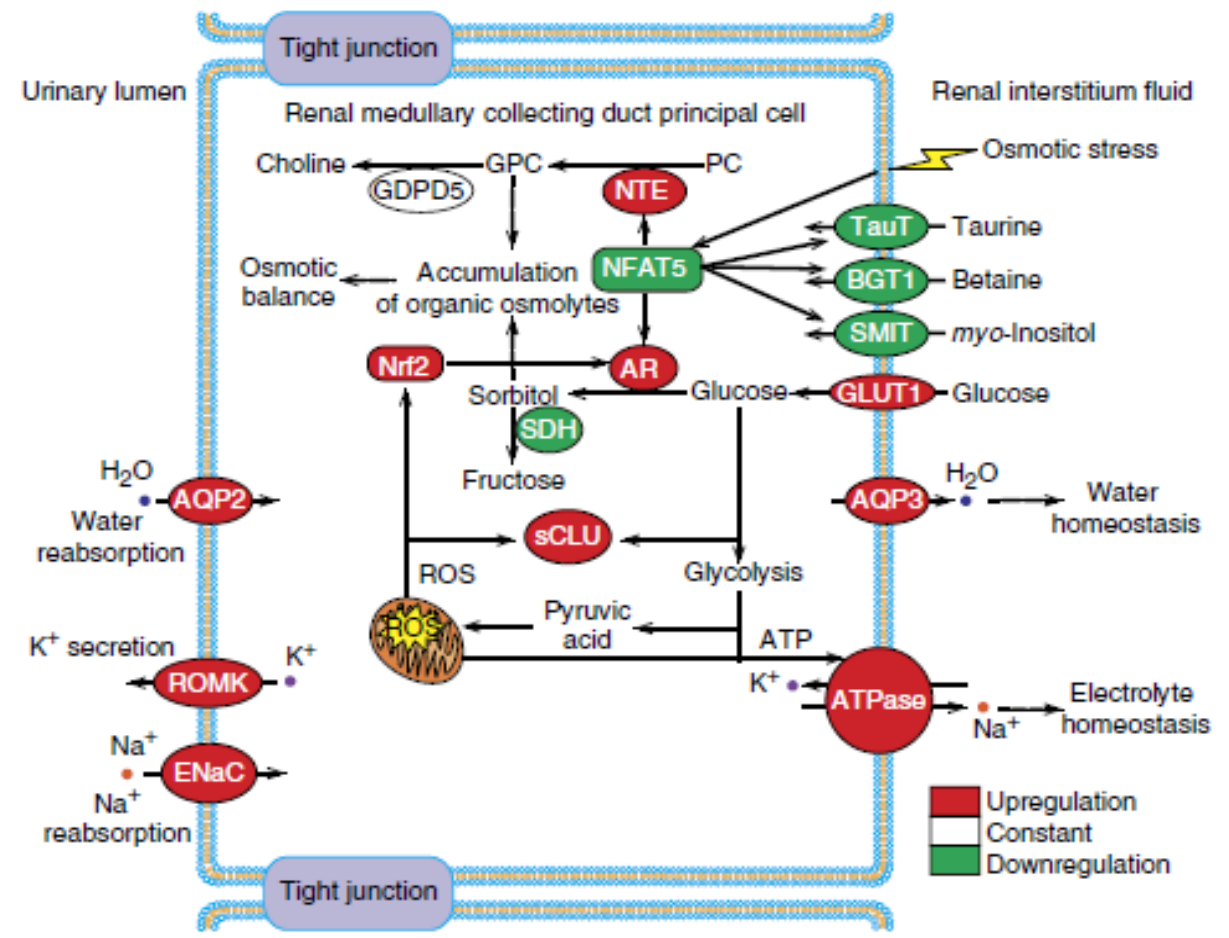 Tight junction
Urinary lumen
Renal interstitium fluid
Renal medullary collecting duct principal cell
Osmotic stress
Choline
GPC
PC
GDPD5
NTE
TauT
Taurine
NFAT5
Osmotic
balance
Accumulation
of organic osmolytes
BGT1
Betaine
SMIT
myo-Inositol
Nrf2
AR
Sorbitol
Glucose
GLUT1
Glucose
SDH
Fructose
H2O
AQP2
Water
reabsorption
AQP3
H2O
Water
homeostasis
sCLU
ROS
Glycolysis
ROS
Pyruvic
acid
ATP
K+ secretion
K+
ROMK
K+
ATPase
Na+
Electrolyte
homeostasis
Na+
ENaC
Na+
reabsorption
Upregulation
Constant
Downregulation
Tight junction